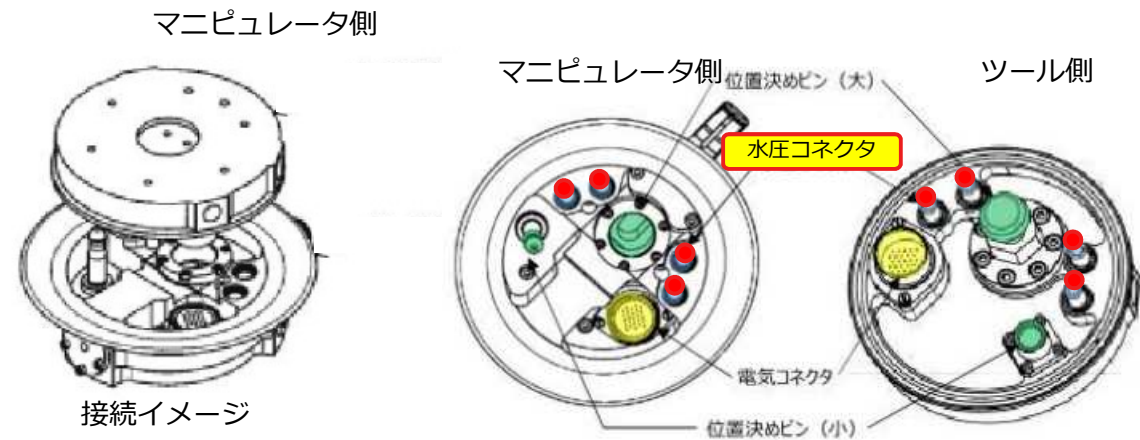 マニピュレータ側
接続イメージ
マニピュレータ側
位置決めピン（大）
ツール側
水圧コネクタ
電気コネクタ
位置決めピン（小）